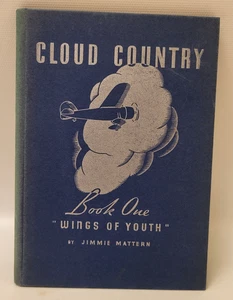 CLOUD COUNTRY
Book One
"WINGS OF YOUTH"
BY JIMMIE MATTERN